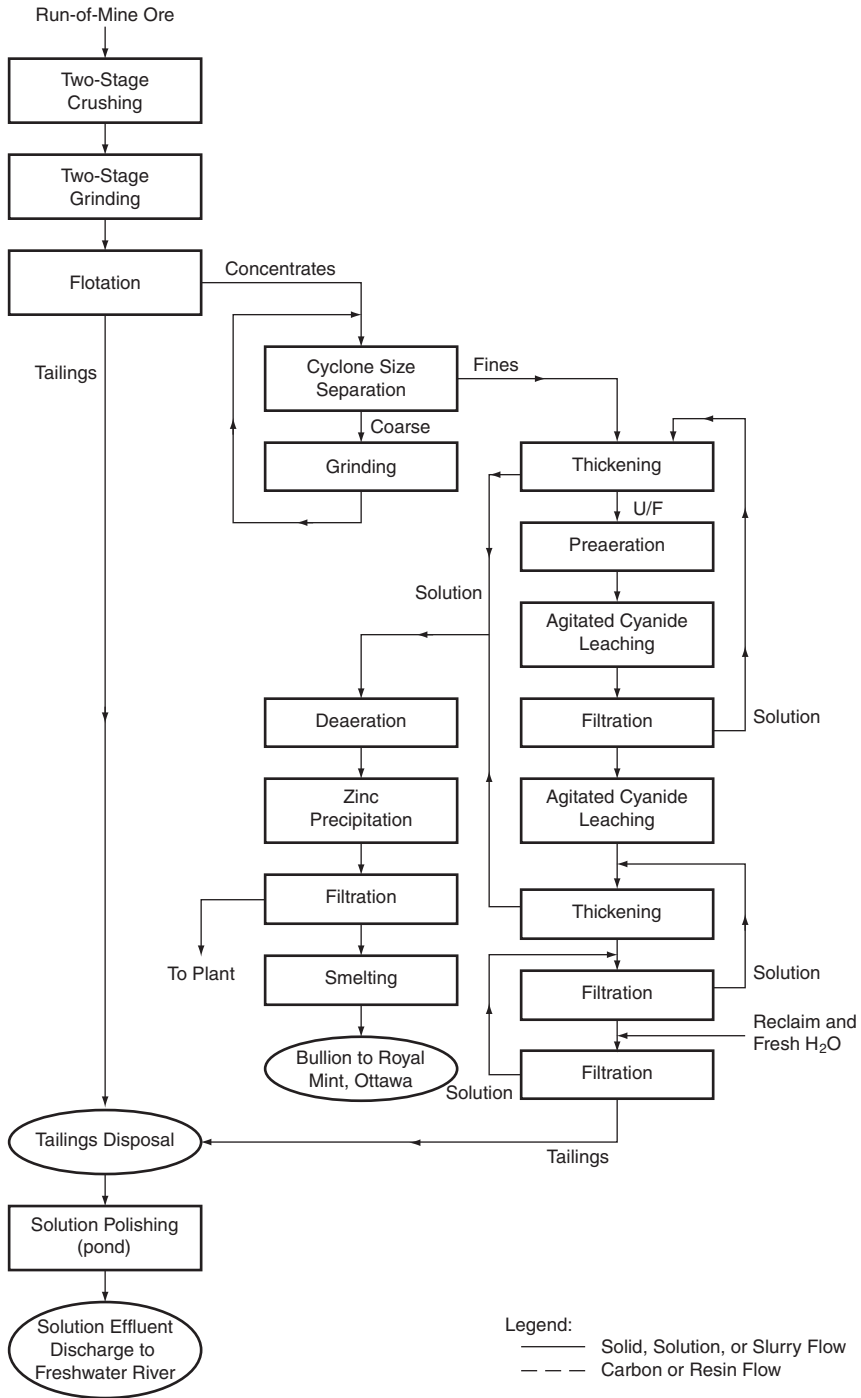 Run-of-Mine Ore
Two-Stage
Crushing
Two-Stage
Grinding
Flotation
Concentrates
Tailings
Cyclone Size
Separation
Fines
Coarse
Grinding
Thickening
U/F
Preaeration
Solution
Agitated Cyanide
Leaching
Deaeration
Filtration
Solution
Zinc
Precipitation
Agitated Cyanide
Leaching
Filtration
Thickening
To Plant
Smelting
Filtration
Solution
Reclaim and
Fresh H₂O
Bullion to Royal
Mint, Ottawa
Solution
Filtration
Tailings Disposal
Tailings
Solution Polishing
(pond)
Solution Effluent
Discharge to
Freshwater River
Legend:
Solid, Solution, or Slurry Flow
Carbon or Resin Flow